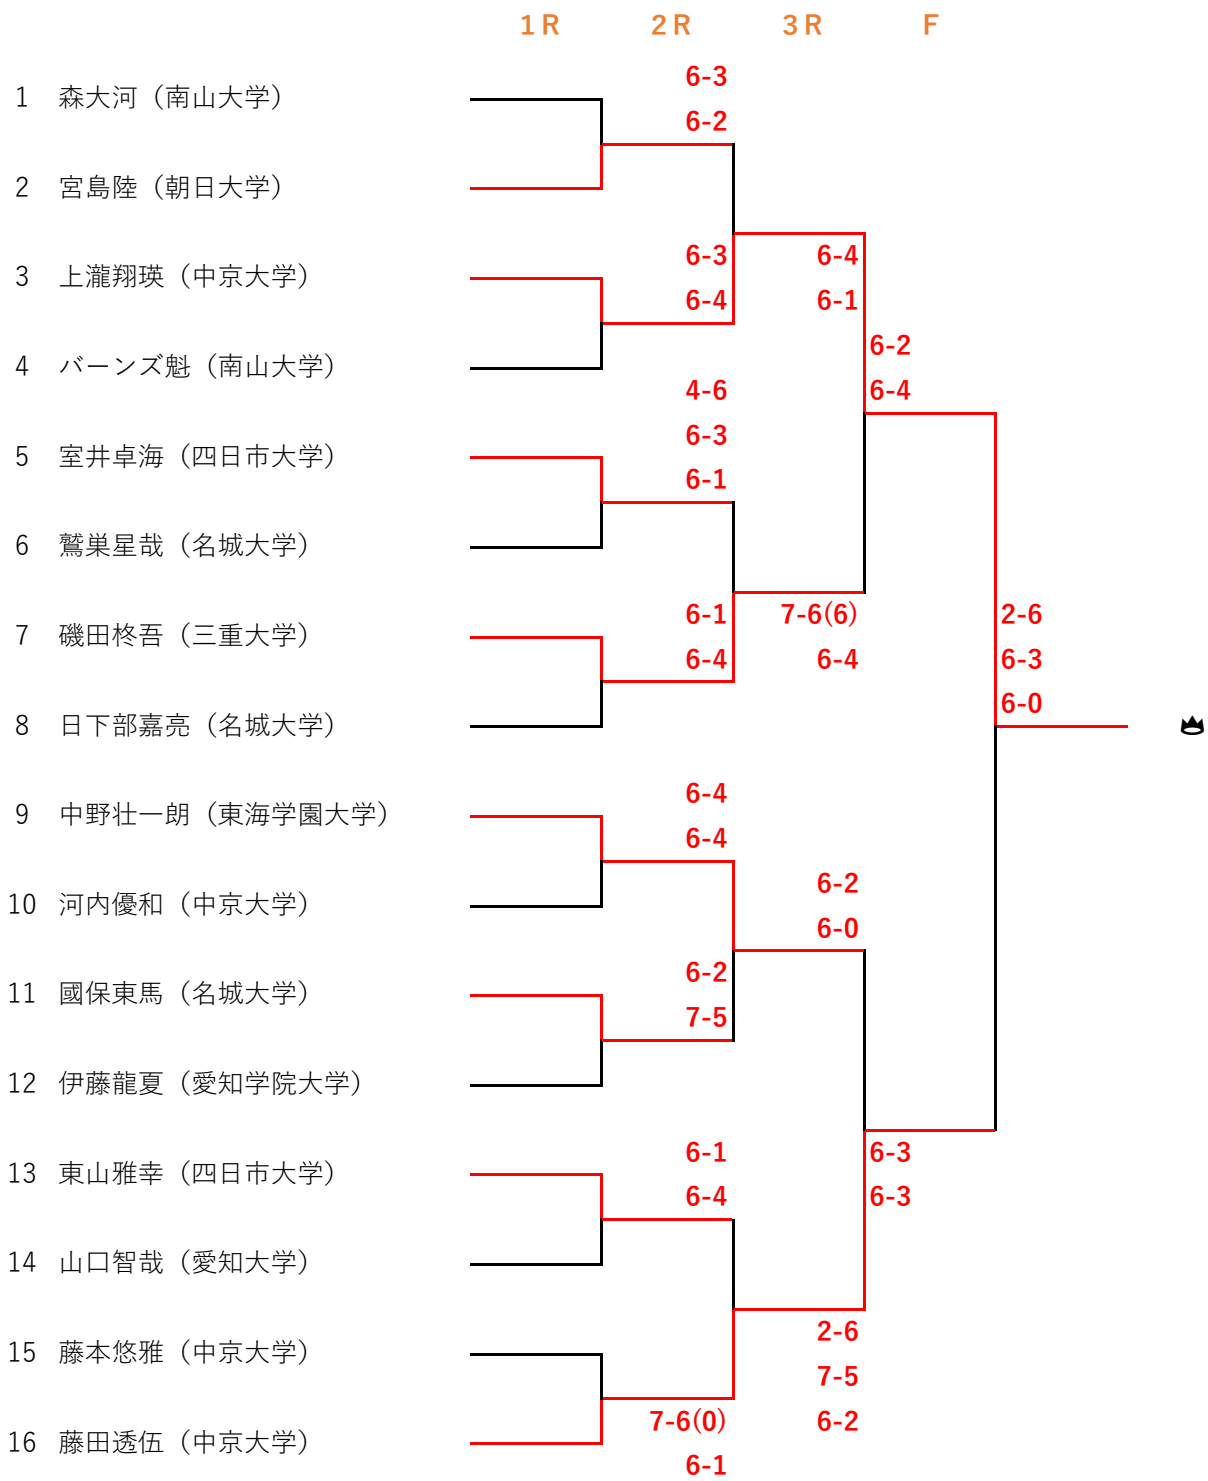 1 R 2 R 3 R F
6-3
1 森大河（南山大学）
6-2
2 宮島陸（朝日大学）
6-3 6-4
3 上瀧翔瑛（中京大学）
6-4 6-1
6-2
4 バーンズ魁（南山大学）
4-6 6-4
6-3
5 室井卓海（四日市大学）
6-1
6 鷲巣星哉（名城大学）
6-1 7-6(6) 2-6
7 磯田柊吾（三重大学）
6-4 6-4 6-3
6-0
8 日下部嘉亮（名城大学）
6-4
9 中野壮一朗（東海学園大学）
6-4
6-2
10 河内優和（中京大学）
6-0
6-2
11 國保東馬（名城大学）
7-5
12 伊藤龍夏（愛知学院大学）
6-1 6-3
13 東山雅幸（四日市大学）
6-4 6-3
14 山口智哉（愛知大学）
2-6
15 藤本悠雅（中京大学）
7-5
7-6(0) 6-2
16 藤田透伍（中京大学）
6-1